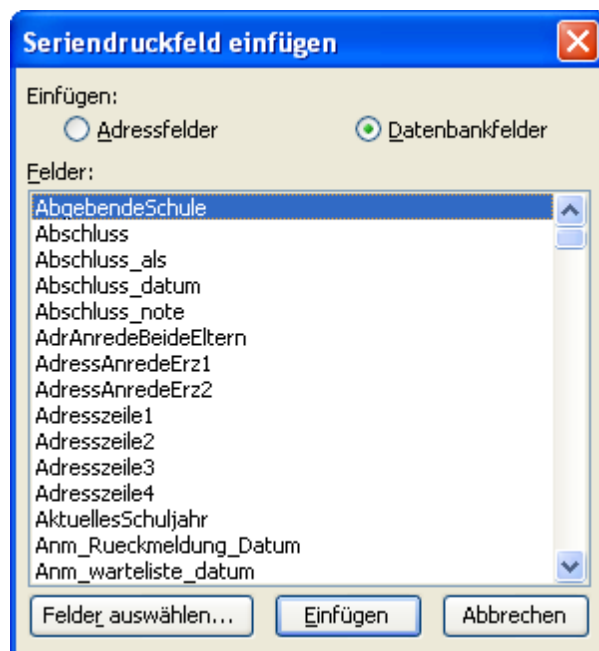 Seriendruckfeld einfügen
Einfügen:
Adressfelder Datenbankfelder
Felder:
AbgebendeSchule
Abschluss
Abschluss_als
Abschluss_datum
Abschluss_note
AdrAnredeBeideEltern
AdressAnredeErz1
AdressAnredeErz2
Adresszeile1
Adresszeile2
Adresszeile3
Adresszeile4
AktuellesSchuljahr
Anm_Rueckmeldung_Datum
Anm_warteliste_datum
Felder auswählen... Einfügen Abbrechen